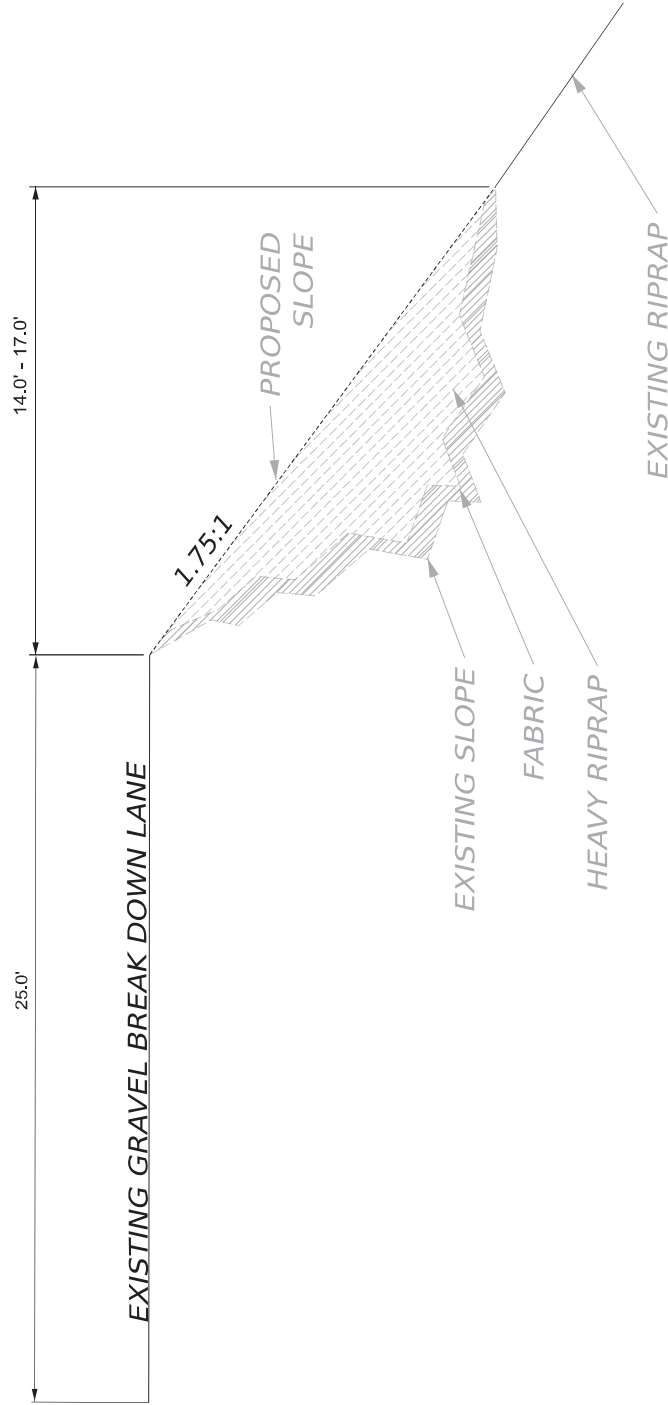 25.0'
14.0' - 17.0'
EXISTING GRAVEL BREAK DOWN LANE
1.75:1
PROPOSED
SLOPE
EXISTING SLOPE
FABRIC
HEAVY RIPRAP
EXISTING RIPRAP